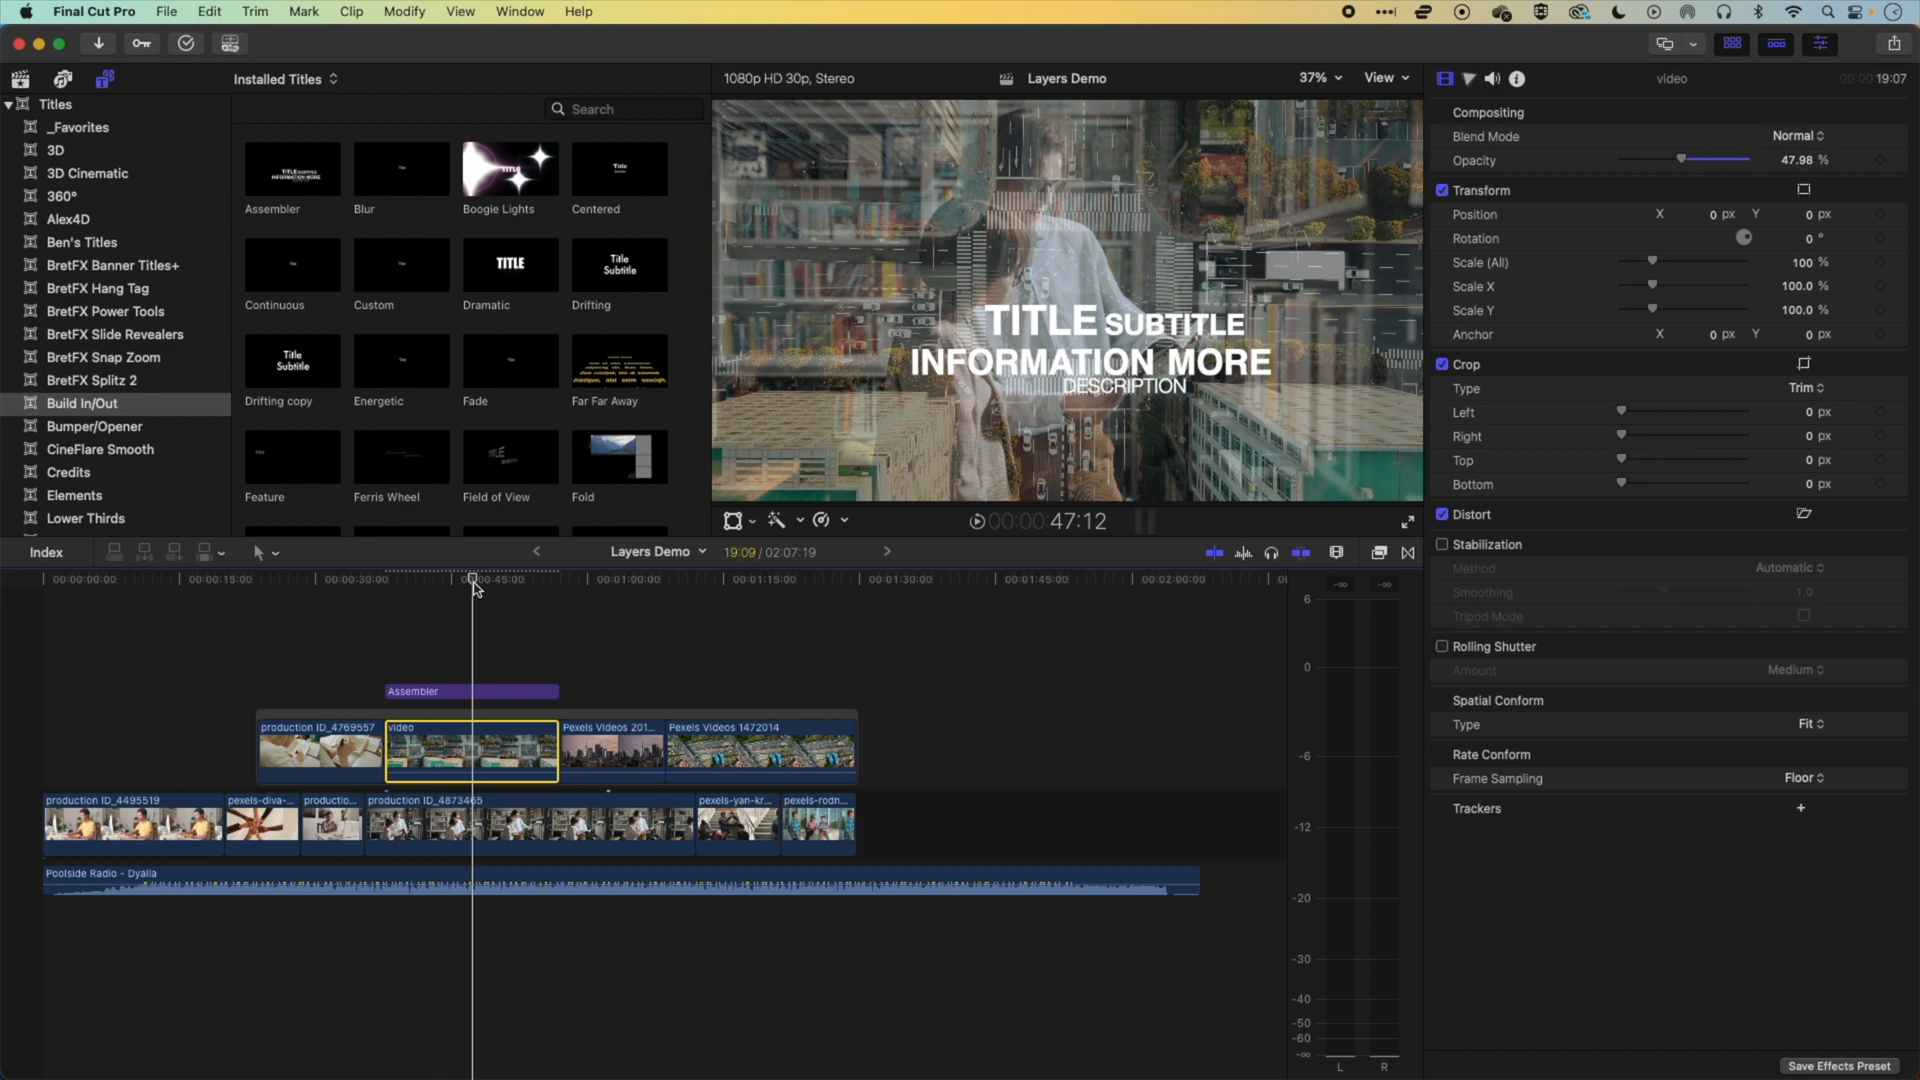 Final Cut Pro File Edit Trim Mark Clip Modify View Window Help
Installed Titles
1080p HD 30p, Stereo
Layers Demo
37%
View
video
00:00:00 19:07
Titles
Search
_Favorites
3D
3D Cinematic
360°
Alex4D
Ben's Titles
BretFX Banner Titles+
BretFX Hang Tag
BretFX Power Tools
BretFX Slide Revealers
BretFX Snap Zoom
BretFX Splitz 2
Build In/Out
Bumper/Opener
CineFlare Smooth
Credits
Elements
Lower Thirds
Assembler
Blur
Boogie Lights
Centered
Continuous
Custom
Dramatic
Drifting
Drifting copy
Energetic
Fade
Far Far Away
Feature
Ferris Wheel
Field of View
Fold
TITLE
Title
Subtitle
Title
Subtitle
TITLE SUBTITLE
INFORMATION MORE
DESCRIPTION
00:00:00:47:12
Compositing
Blend Mode Normal
Opacity 47.98 %
Transform
Position X 0 px Y 0 px
Rotation 0 °
Scale (All) 100 %
Scale X 100.0 %
Scale Y 100.0 %
Anchor X 0 px Y 0 px
Crop
Type Trim
Left 0 px
Right 0 px
Top 0 px
Bottom 0 px
Distort
Stabilization
Method Automatic
Smoothing 1.0
Tripod Mode
Rolling Shutter
Amount Medium
Spatial Conform
Type Fit
Rate Conform
Frame Sampling Floor
Trackers +
Save Effects Preset
Index
Layers Demo
19:09 / 02:07:19
00:00:00:00 00:00:15:00 00:00:30:00 00:00:45:00 00:01:00:00 00:01:15:00 00:01:30:00 00:01:45:00 00:02:00:00
Assembler
production ID_4769557
video
Pexels Videos 201...
Pexels Videos 1472014
production ID_4495519
pexels-diva-...
productio...
production ID_4873465
pexels-yan-kr...
pexels-rodn...
Poolside Radio - Dyalla
-∞ -∞
6
0
-6
-12
-20
-30
-40
-50
-60
-∞
L R